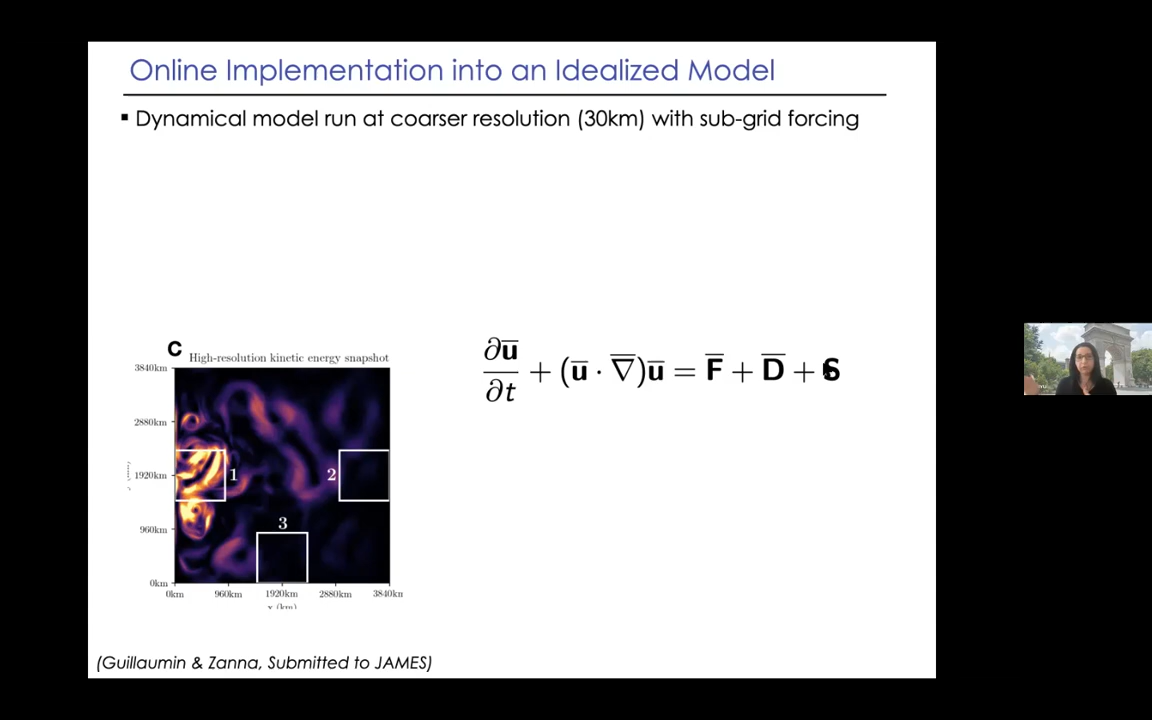 Online Implementation into an Idealized Model
▪ Dynamical model run at coarser resolution (30km) with sub-grid forcing
C High-resolution kinetic energy snapshot
3840km
2880km
1920km
960km
0km
1
2
3
0km 960km 1920km 2880km 3840kn
x (km)
∂u̅/∂t + (u̅ · ∇̅)u̅ = F̅ + D̅ + S
(Guillaumin & Zanna, Submitted to JAMES)